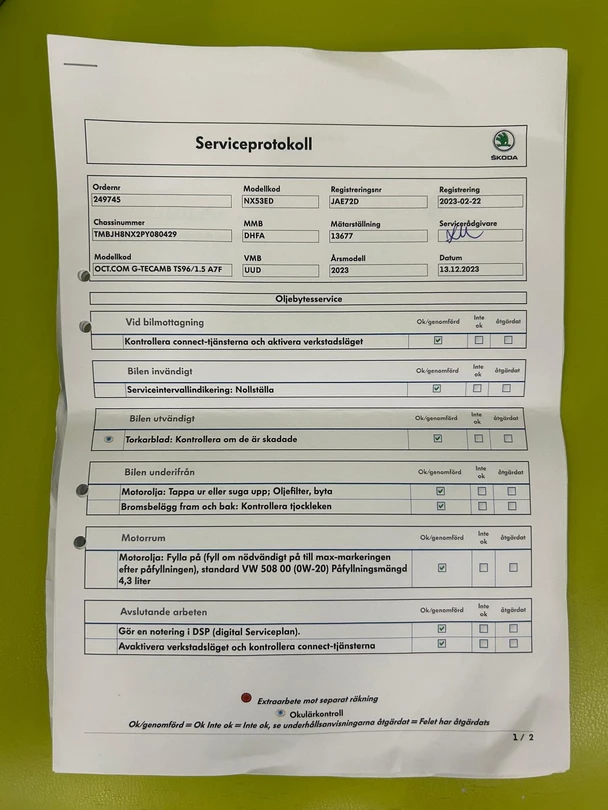 Serviceprotokoll
ŠKODA
Ordernr Modellkod Registreringsnr Registrering
249745 NX53ED JAE72D 2023-02-22
Chassinummer MMB Mätarställning Servicerådgivare
TMBJH8NX2PY080429 DHFA 13677
Modellkod VMB Årsmodell Datum
OCT.COM G-TECAMB TS96/1.5 A7F UUD 2023 13.12.2023
Oljebytesservice
Vid bilmottagning Ok/genomförd Inte ok åtgärdat
Kontrollera connect-tjänsterna och aktivera verkstadsläget
Bilen invändigt Ok/genomförd Inte ok åtgärdat
Serviceintervallindikering: Nollställa
Bilen utvändigt Ok/genomförd Inte ok åtgärdat
Torkarblad: Kontrollera om de är skadade
Bilen underifrån Ok/genomförd Inte ok åtgärdat
Motorolja: Tappa ur eller suga upp; Oljefilter, byta
Bromsbelägg fram och bak: Kontrollera tjockleken
Motorrum Ok/genomförd Inte ok åtgärdat
Motorolja: Fylla på (fyll om nödvändigt på till max-markeringen
efter påfyllningen), standard VW 508 00 (0W-20) Påfyllningsmängd
4,3 liter
Avslutande arbeten Ok/genomförd Inte ok åtgärdat
Gör en notering i DSP (digital Serviceplan).
Avaktivera verkstadsläget och kontrollera connect-tjänsterna
Extraarbete mot separat räkning
Okulärkontroll
Ok/genomförd = Ok Inte ok = Inte ok, se underhållsanvisningarna åtgärdat = Felet har åtgärdats
1 / 2